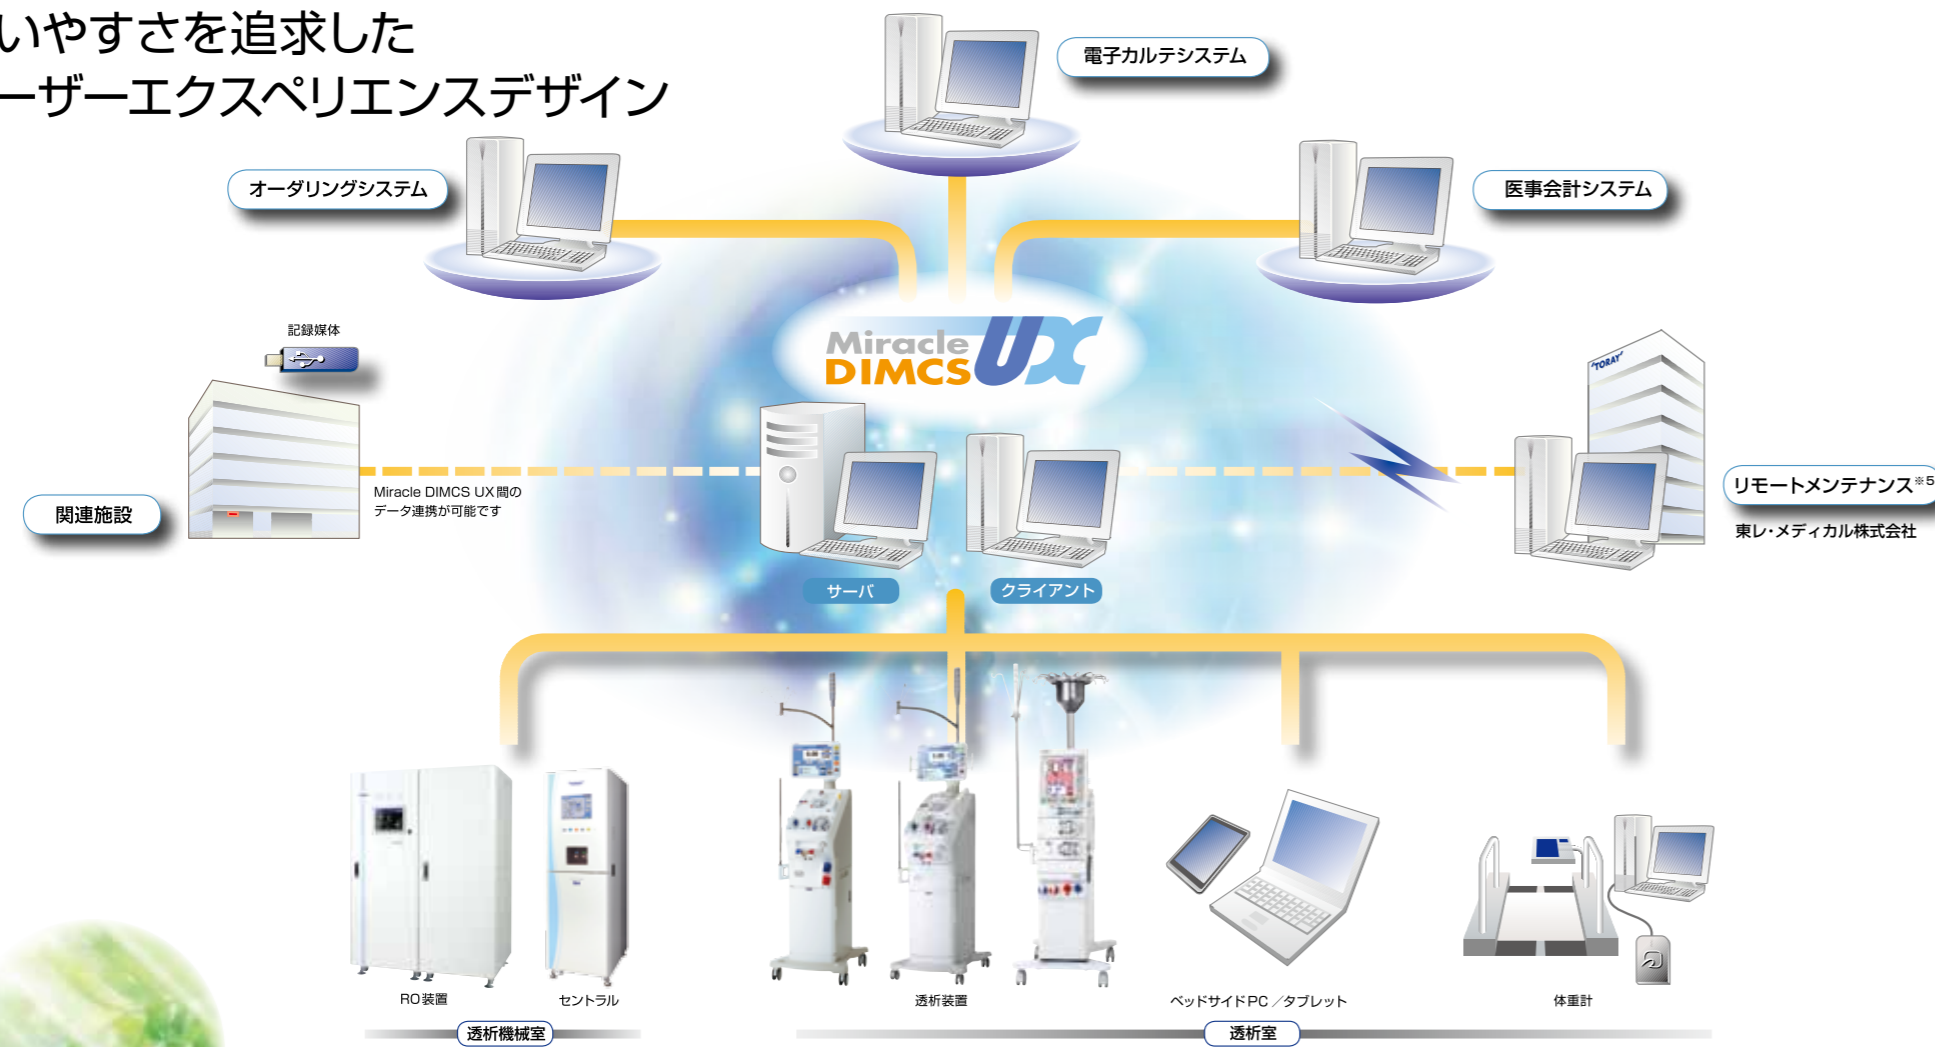 いやすさを追求した
ーザーエクスペリエンスデザイン
電子カルテシステム
オーダリングシステム
医事会計システム
記録媒体
Miracle
DIMCS UX
TORAY
Miracle DIMCS UX間の
データ連携が可能です
関連施設
リモートメンテナンス※5
東レ・メディカル株式会社
サーバ
クライアント
RO装置
セントラル
透析装置
ベッドサイドPC／タブレット
体重計
透析機械室
透析室